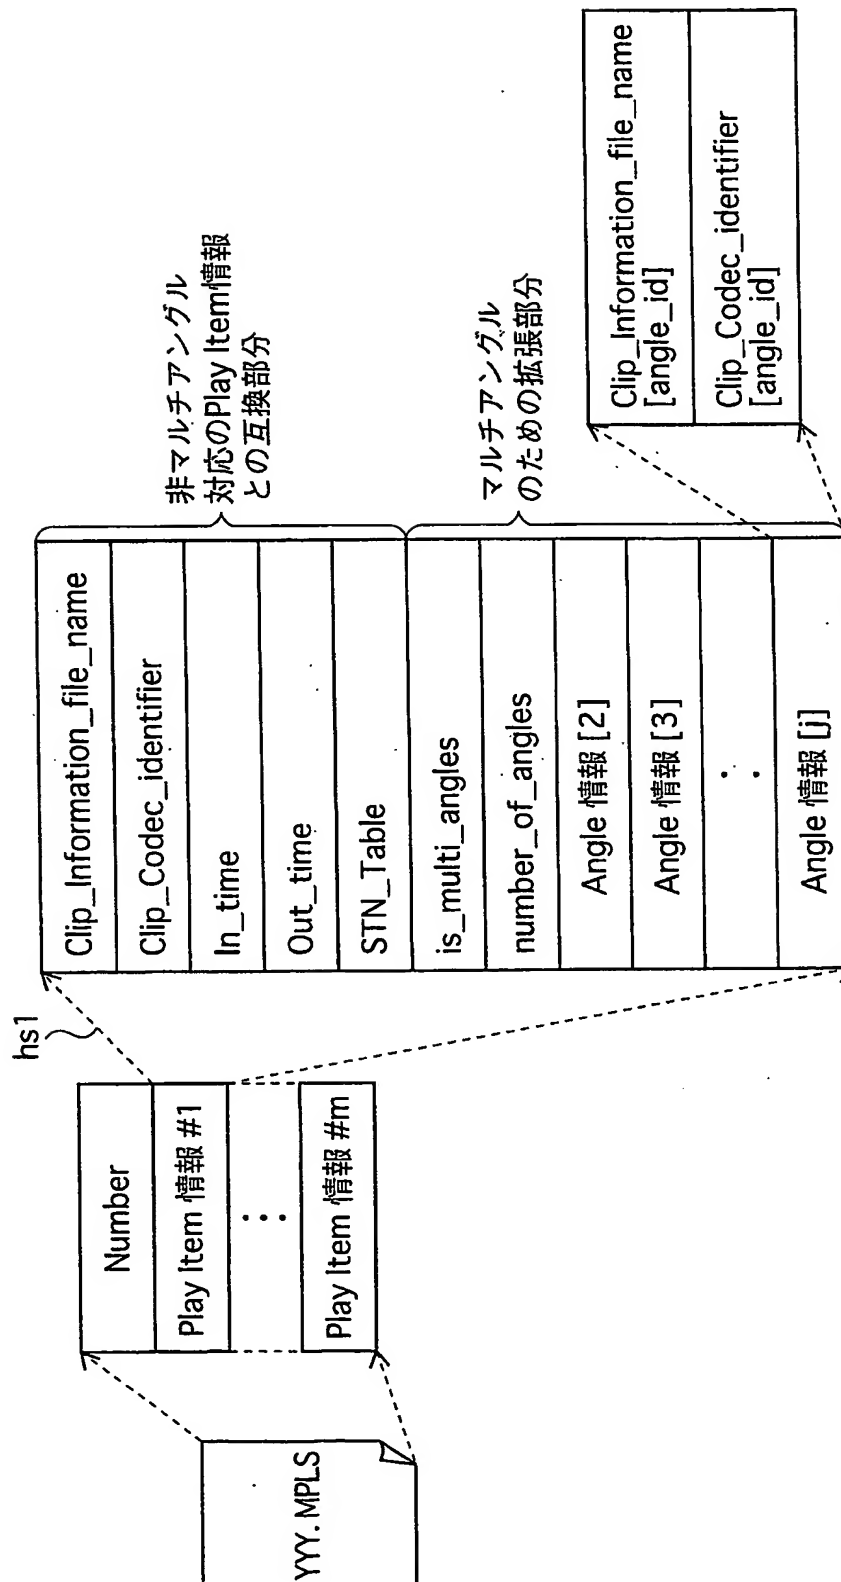 YYY.MPLS
Number
Play Item 情報 #1
Play Item 情報 #m
hs1
Clip_Information_file_name
Clip_Codec_identifier
In_time
Out_time
STN_Table
is_multi_angles
number_of_angles
Angle 情報 [2]
Angle 情報 [3]
Angle 情報 [j]
非マルチアングル
対応のPlay Item情報
との互換部分
マルチアングル
のための拡張部分
Clip_Information_file_name
[angle_id]
Clip_Codec_identifier
[angle_id]